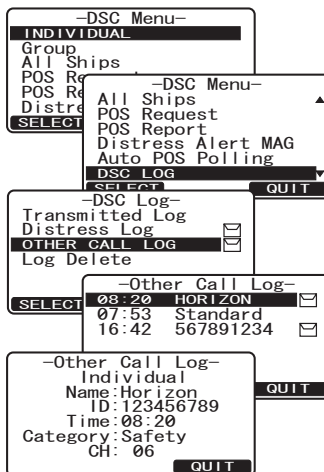 –DSC Menu–
INDIVIDUAL
Group
All Ships
POS Re
POS Re
Distre
SELECT
–DSC Menu–
All Ships
POS Request
POS Report
Distress Alert MAG
Auto POS Polling
DSC LOG
SELECT QUIT
–DSC Log–
Transmitted Log
Distress Log
OTHER CALL LOG
Log Delete
SELECT
–Other Call Log–
08:20 HORIZON
07:53 Standard
16:42 567891234
QUIT
–Other Call Log–
Individual
Name:Horizon
ID:123456789
Time:08:20
Category:Safety
CH: 06
QUIT